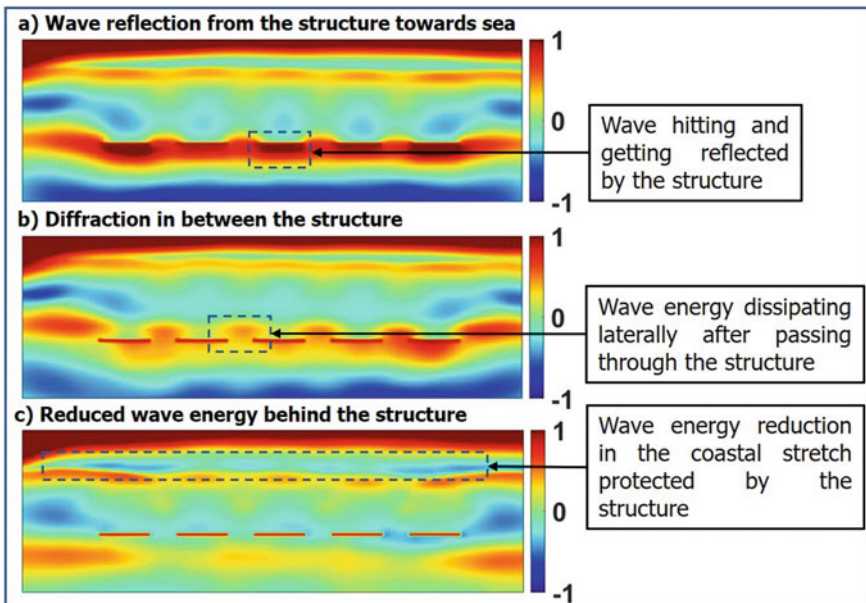 a) Wave reflection from the structure towards sea
1
0
-1
Wave hitting and
getting reflected
by the structure
b) Diffraction in between the structure
1
0
-1
Wave energy dissipating
laterally after passing
through the structure
c) Reduced wave energy behind the structure
1
0
-1
Wave energy reduction
in the coastal stretch
protected by the
structure